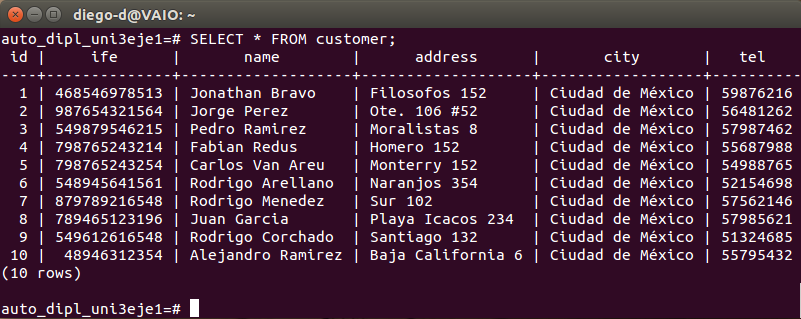 diego-d@VAIO: ~
auto_dipl_uni3eje1=# SELECT * FROM customer;
 id |     ife      |       name        |     address      |       city       |   tel
----+--------------+-------------------+------------------+------------------+----------
  1 | 468546978513 | Jonathan Bravo    | Filosofos 152    | Ciudad de México | 59876216
  2 | 987654321564 | Jorge Perez       | Ote. 106 #52     | Ciudad de México | 56481262
  3 | 549879546215 | Pedro Ramirez     | Moralistas 8     | Ciudad de México | 57987462
  4 | 798765243214 | Fabian Redus      | Homero 152       | Ciudad de México | 55687988
  5 | 798765243254 | Carlos Van Areu   | Monterry 152     | Ciudad de México | 54988765
  6 | 548945641561 | Rodrigo Arellano  | Naranjos 354     | Ciudad de México | 52154698
  7 | 879789216548 | Rodrigo Menedez   | Sur 102          | Ciudad de México | 57562146
  8 | 789465123196 | Juan Garcia       | Playa Icacos 234 | Ciudad de México | 57985621
  9 | 549612616548 | Rodrigo Corchado  | Santiago 132     | Ciudad de México | 51324685
 10 |  48946312354 | Alejandro Ramirez | Baja California 6 | Ciudad de México | 55795432
(10 rows)
auto_dipl_uni3eje1=#